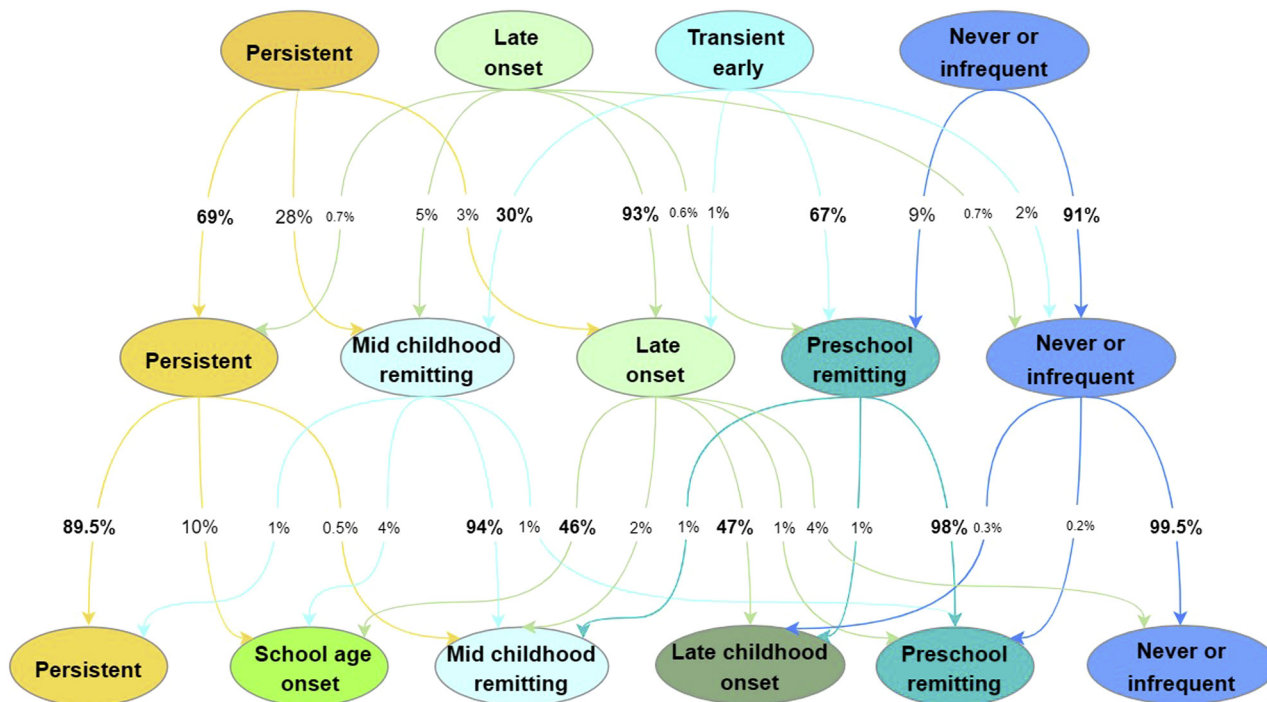 Persistent
Late
onset
Transient
early
Never or
infrequent
69%
28%
0.7%
5%
3%
30%
93%
0.6%
1%
67%
9%
0.7%
2%
91%
Persistent
Mid childhood
remitting
Late
onset
Preschool
remitting
Never or
infrequent
89.5%
10%
1%
0.5%
4%
94%
1%
46%
2%
1%
47%
1%
4%
1%
98%
0.3%
0.2%
99.5%
Persistent
School age
onset
Mid childhood
remitting
Late childhood
onset
Preschool
remitting
Never or
infrequent